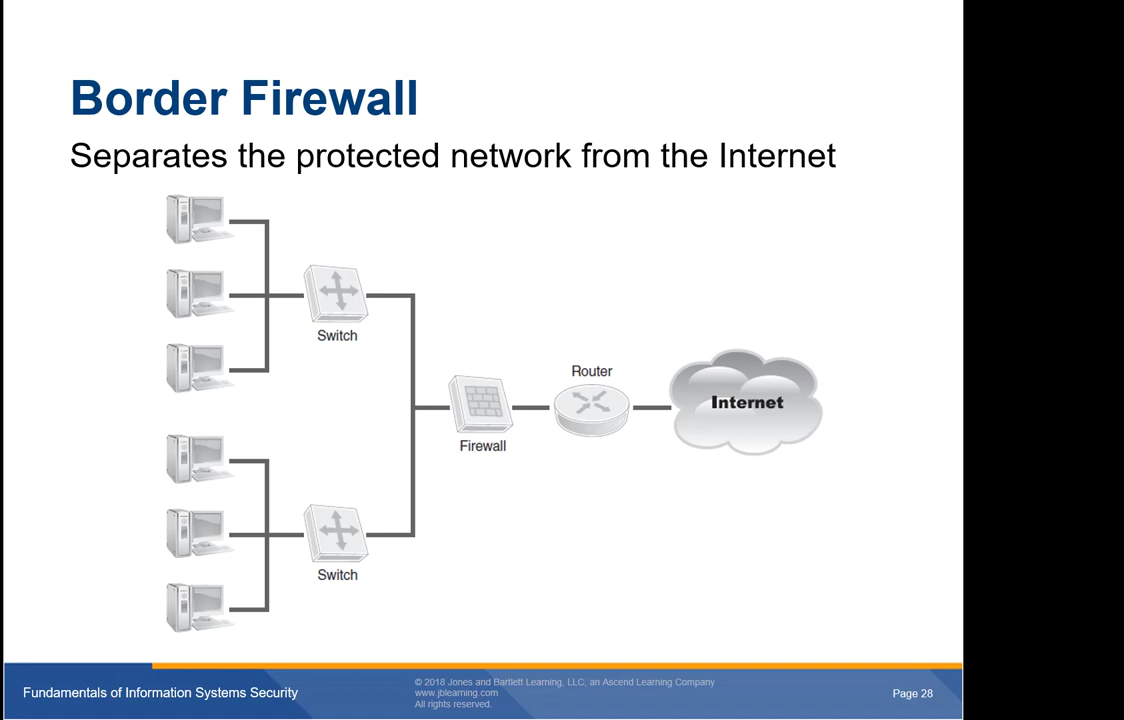 Border Firewall
Separates the protected network from the Internet
Switch
Router
Internet
Firewall
Switch
Fundamentals of Information Systems Security
© 2018 Jones and Bartlett Learning, LLC, an Ascend Learning Company
www.jblearning.com
All rights reserved.
Page 28